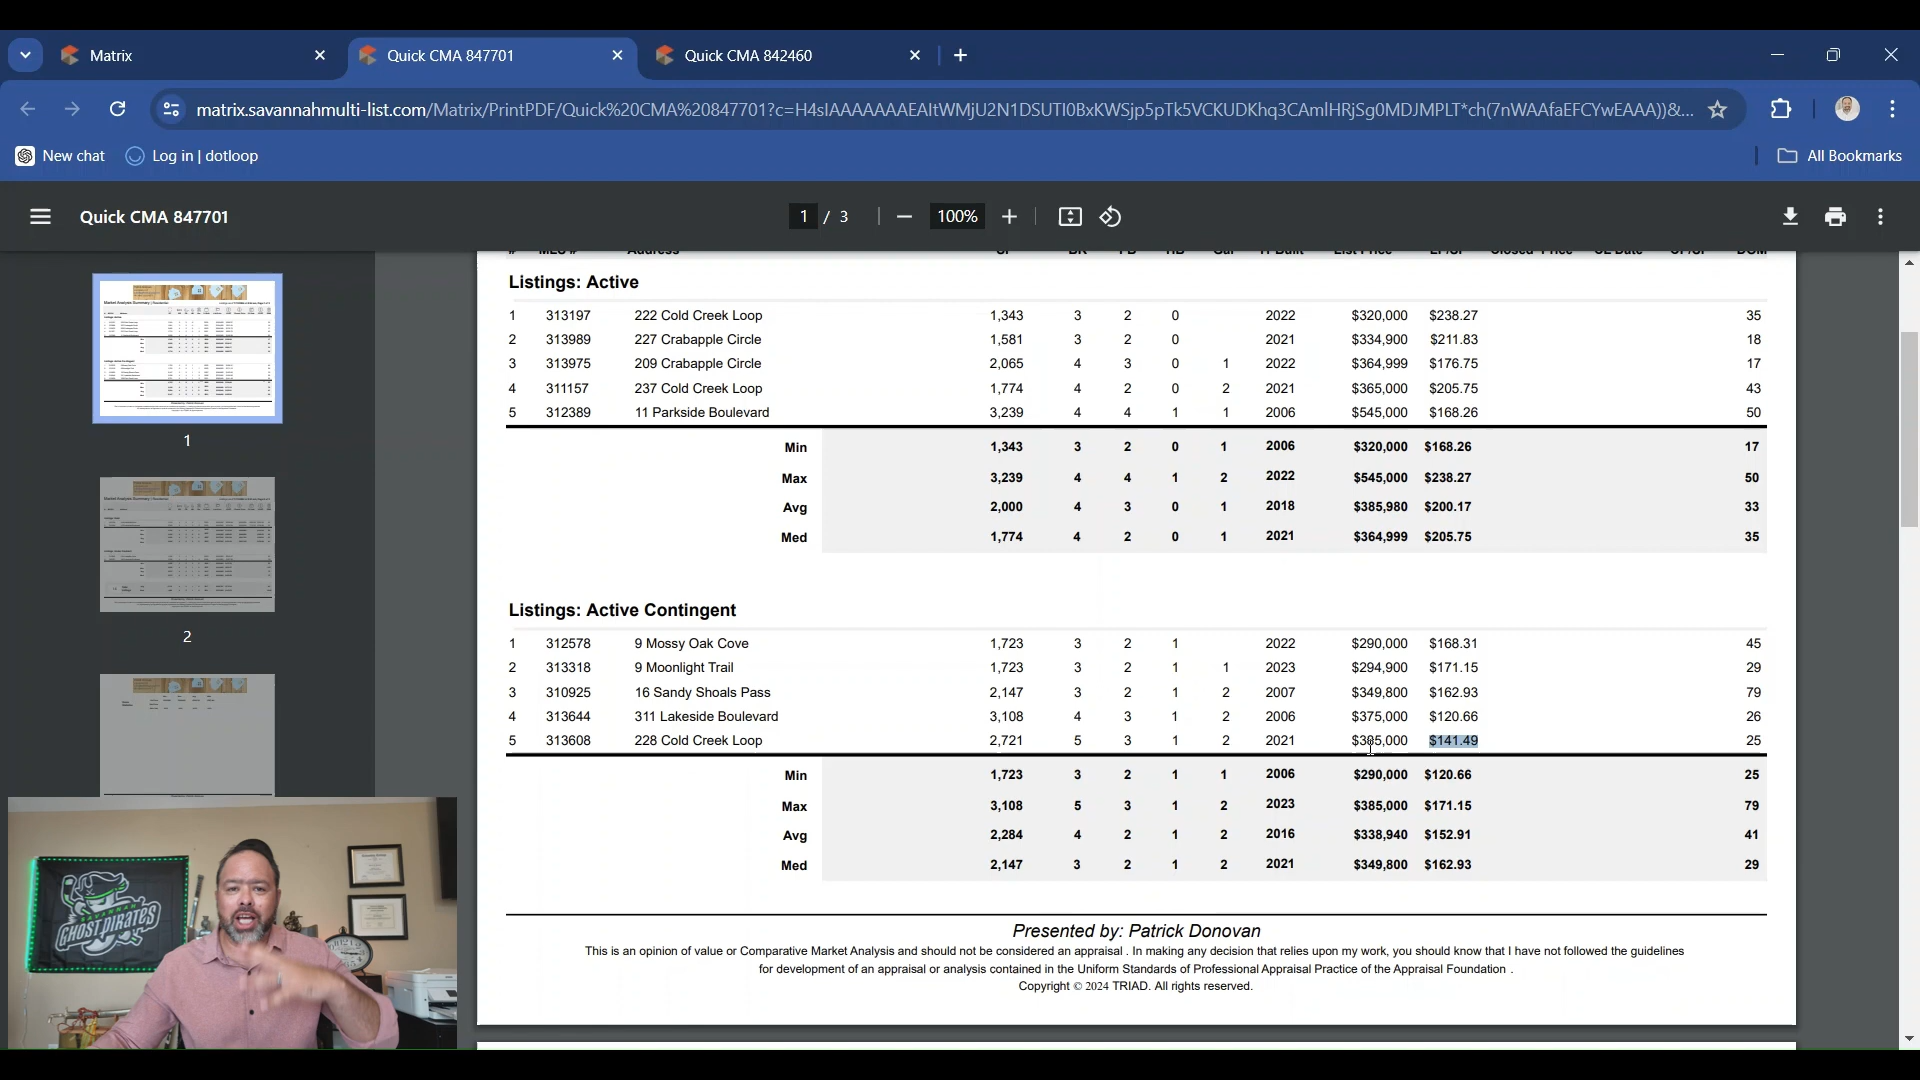 Matrix
Quick CMA 847701
Quick CMA 842460
matrix.savannahmulti-list.com/Matrix/PrintPDF/Quick%20CMA%20847701?c=H4sIAAAAAAAEAItWMjU2N1DSUTI0BxKWSjp5pTk5VCKUDKhq3CAmlHRjSg0MDJMPLT*ch(7nWAAfaEFCYwEAAA))&...
New chat
Log in | dotloop
All Bookmarks
Quick CMA 847701
1 / 3
100%
1
2
Listings: Active
1 313197 222 Cold Creek Loop 1,343 3 2 0 2022 $320,000 $238.27 35
2 313989 227 Crabapple Circle 1,581 3 2 0 2021 $334,900 $211.83 18
3 313975 209 Crabapple Circle 2,065 4 3 0 1 2022 $364,999 $176.75 17
4 311157 237 Cold Creek Loop 1,774 4 2 0 2 2021 $365,000 $205.75 43
5 312389 11 Parkside Boulevard 3,239 4 4 1 1 2006 $545,000 $168.26 50
Min 1,343 3 2 0 1 2006 $320,000 $168.26 17
Max 3,239 4 4 1 2 2022 $545,000 $238.27 50
Avg 2,000 4 3 0 1 2018 $385,980 $200.17 33
Med 1,774 4 2 0 1 2021 $364,999 $205.75 35
Listings: Active Contingent
1 312578 9 Mossy Oak Cove 1,723 3 2 1 2022 $290,000 $168.31 45
2 313318 9 Moonlight Trail 1,723 3 2 1 1 2023 $294,900 $171.15 29
3 310925 16 Sandy Shoals Pass 2,147 3 2 1 2 2007 $349,800 $162.93 79
4 313644 311 Lakeside Boulevard 3,108 4 3 1 2 2006 $375,000 $120.66 26
5 313608 228 Cold Creek Loop 2,721 5 3 1 2 2021 $385,000 $141.49 25
Min 1,723 3 2 1 1 2006 $290,000 $120.66 25
Max 3,108 5 3 1 2 2023 $385,000 $171.15 79
Avg 2,284 4 2 1 2 2016 $338,940 $152.91 41
Med 2,147 3 2 1 2 2021 $349,800 $162.93 29
Presented by: Patrick Donovan
This is an opinion of value or Comparative Market Analysis and should not be considered an appraisal . In making any decision that relies upon my work, you should know that I have not followed the guidelines
for development of an appraisal or analysis contained in the Uniform Standards of Professional Appraisal Practice of the Appraisal Foundation .
Copyright © 2024 TRIAD. All rights reserved.
SAVANNAH
GHOST PIRATES